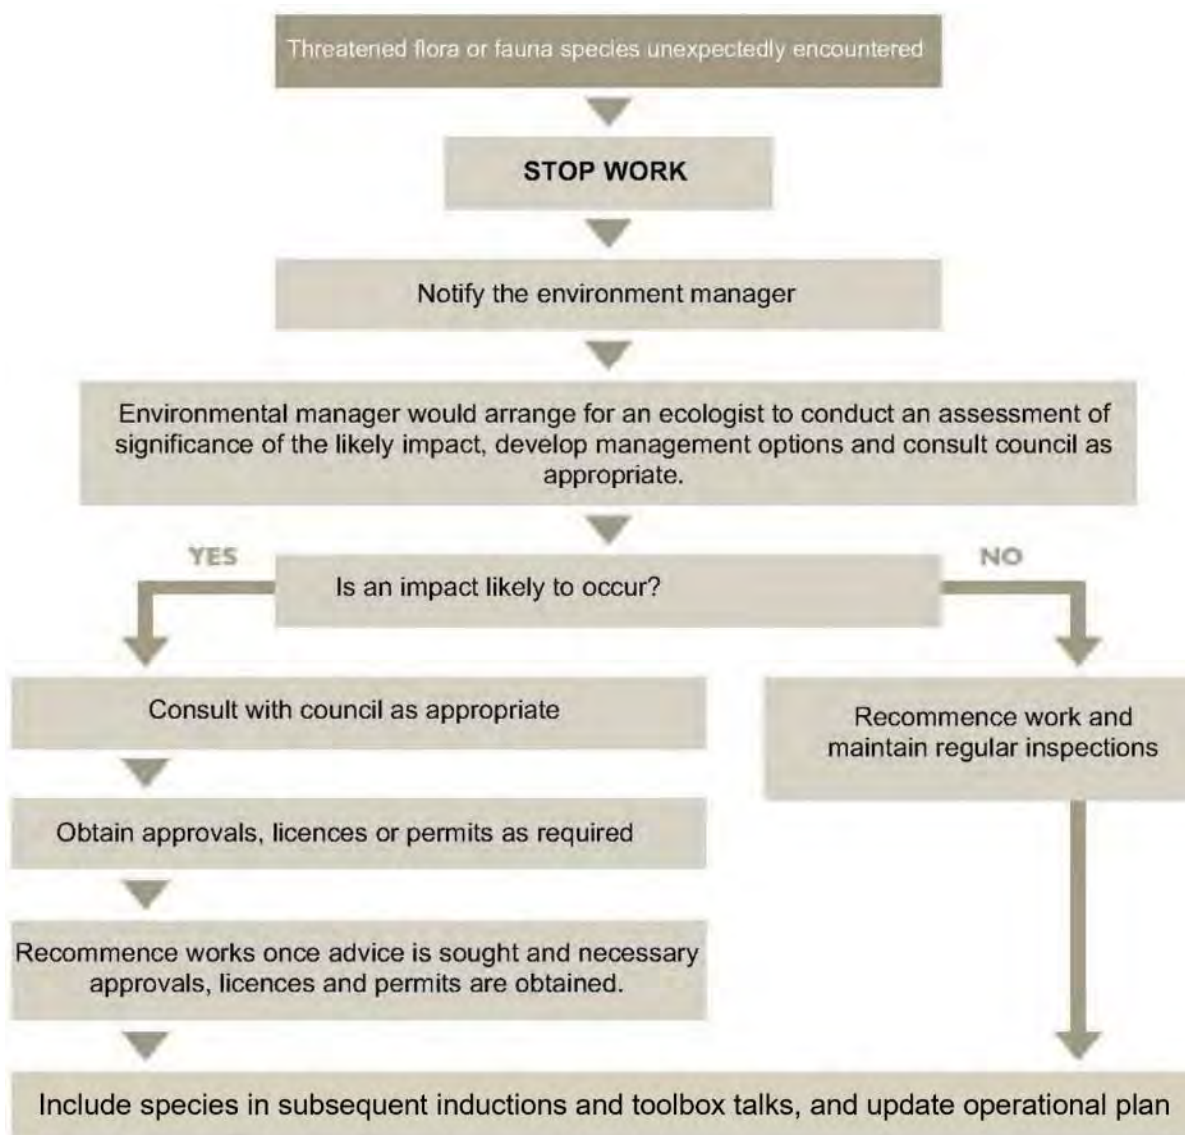 Threatened flora or fauna species unexpectedly encountered
STOP WORK
Notify the environment manager
Environmental manager would arrange for an ecologist to conduct an assessment of
significance of the likely impact, develop management options and consult council as
appropriate.
YES
NO
Is an impact likely to occur?
Consult with council as appropriate
Recommence work and
maintain regular inspections
Obtain approvals, licences or permits as required
Recommence works once advice is sought and necessary
approvals, licences and permits are obtained.
Include species in subsequent inductions and toolbox talks, and update operational plan